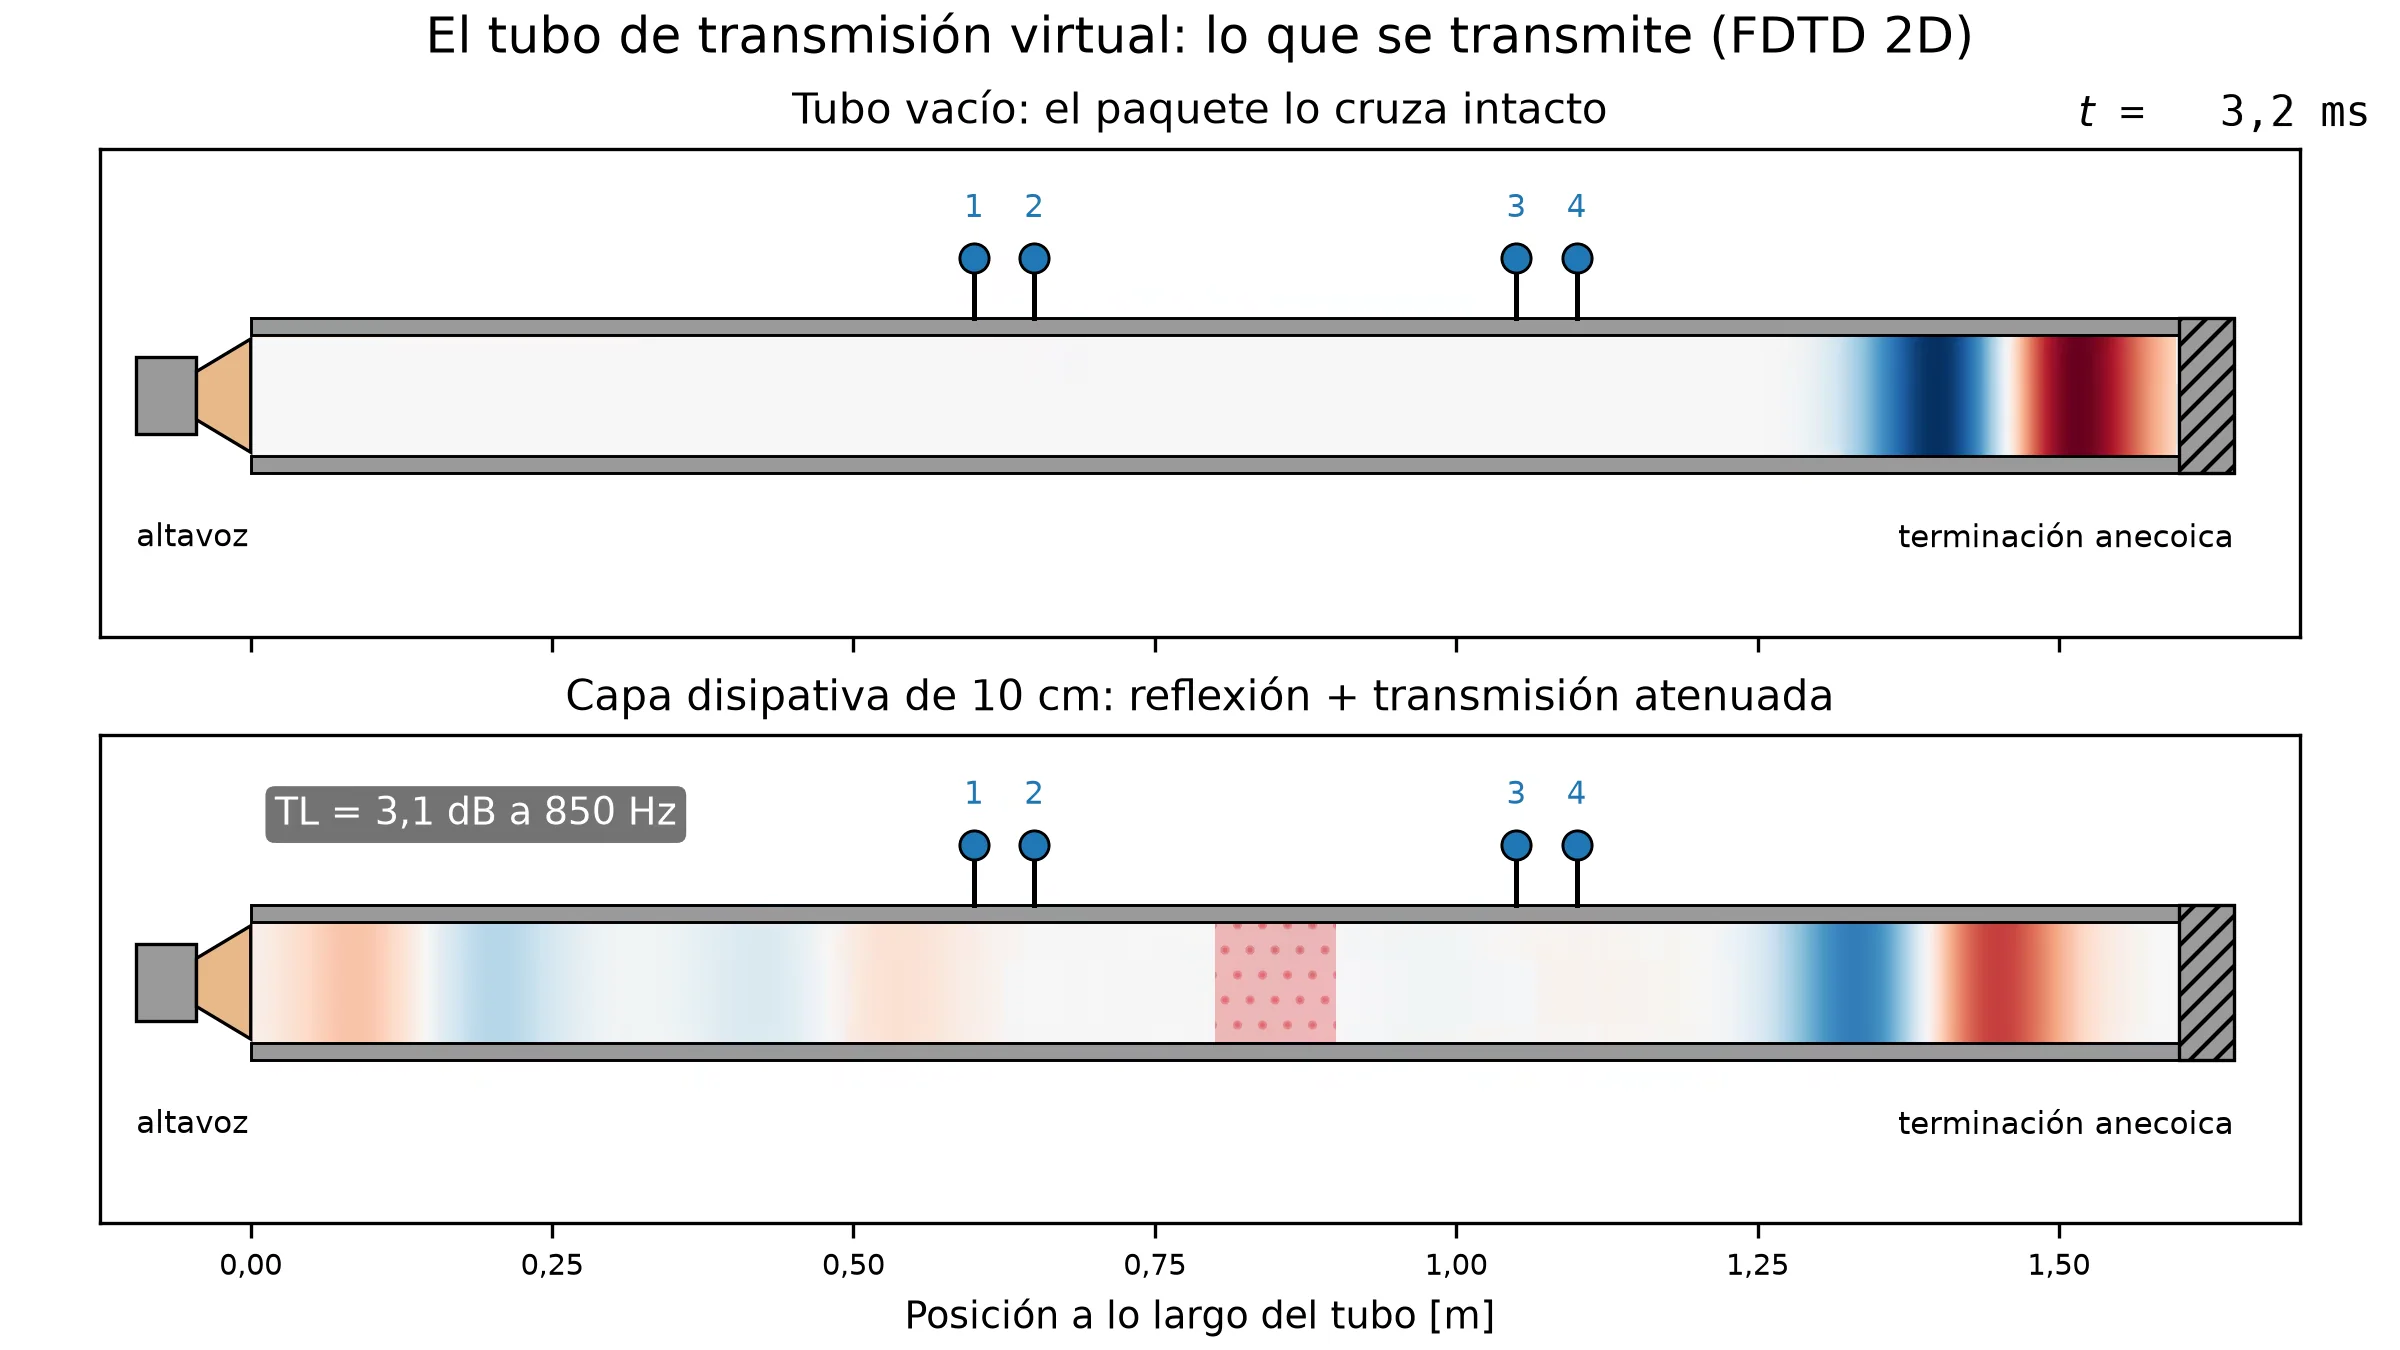 El tubo de transmisión virtual: lo que se transmite (FDTD 2D)
Tubo vacío: el paquete lo cruza intacto
t = 3,2 ms
1 2 3 4
altavoz
terminación anecoica
Capa disipativa de 10 cm: reflexión + transmisión atenuada
TL = 3,1 dB a 850 Hz
1 2 3 4
altavoz
terminación anecoica
0,00 0,25 0,50 0,75 1,00 1,25 1,50
Posición a lo largo del tubo [m]